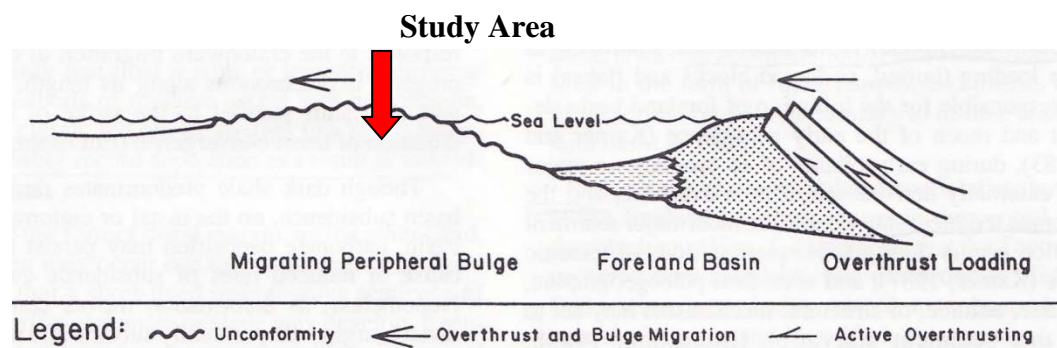 Study Area
Sea Level
Migrating Peripheral Bulge Foreland Basin Overthrust Loading
Legend: Unconformity Overthrust and Bulge Migration Active Overthrusting